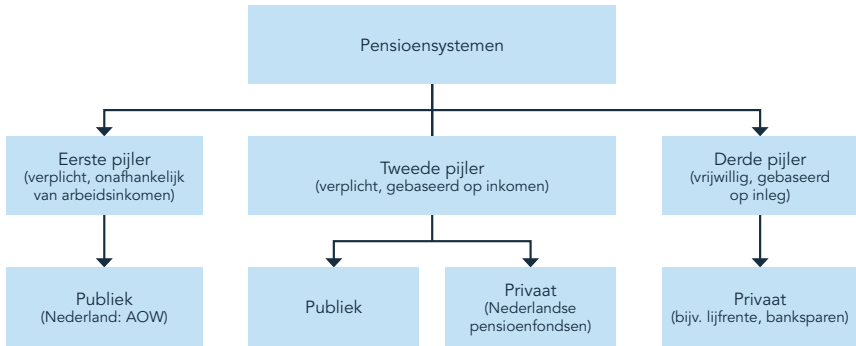 Pensioensystemen
Eerste pijler
(verplicht, onafhankelijk
van arbeidsinkomen)
Tweede pijler
(verplicht, gebaseerd op inkomen)
Derde pijler
(vrijwillig, gebaseerd
op inleg)
Publiek
(Nederland: AOW)
Publiek
Privaat
(Nederlandse
pensioenfondsen)
Privaat
(bijv. lijfrente, banksparen)